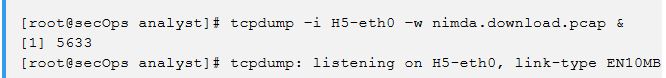 [root@secOps analyst]# tcpdump -i H5-eth0 -w nimda.download.pcap &
[1] 5633
[root@secOps analyst]# tcpdump: listening on H5-eth0, link-type EN10MB